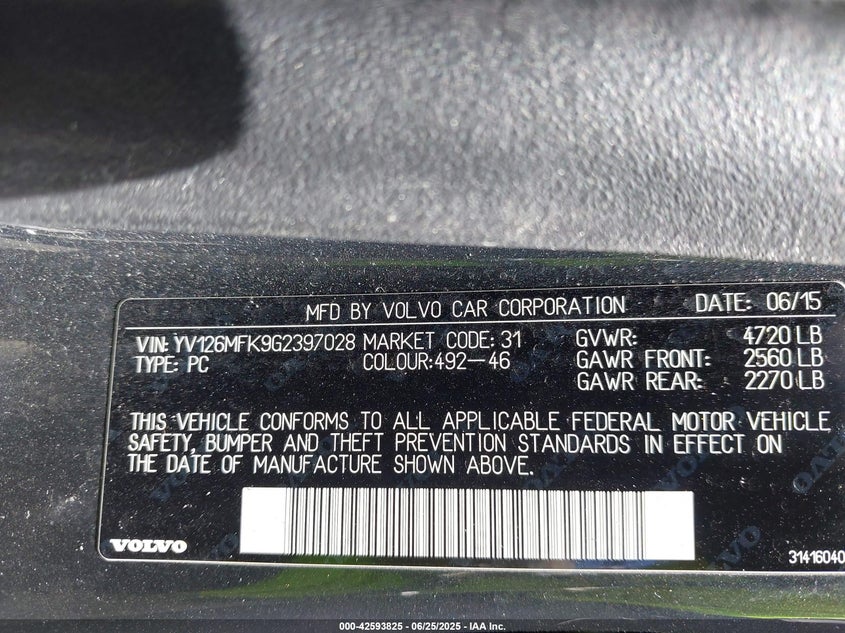 MFD BY VOLVO CAR CORPORATION DATE: 06/15
VIN: YV126MFK9G2397028 MARKET CODE: 31 GVWR: 4720 LB
TYPE: PC COLOUR:492-46 GAWR FRONT: 2560 LB
GAWR REAR: 2270 LB
THIS VEHICLE CONFORMS TO ALL APPLICABLE FEDERAL MOTOR VEHICLE
SAFETY, BUMPER AND THEFT PREVENTION STANDARDS IN EFFECT ON
THE DATE OF MANUFACTURE SHOWN ABOVE.
VOLVO
31416040
000-42593825 - 06/25/2025 - IAA Inc.